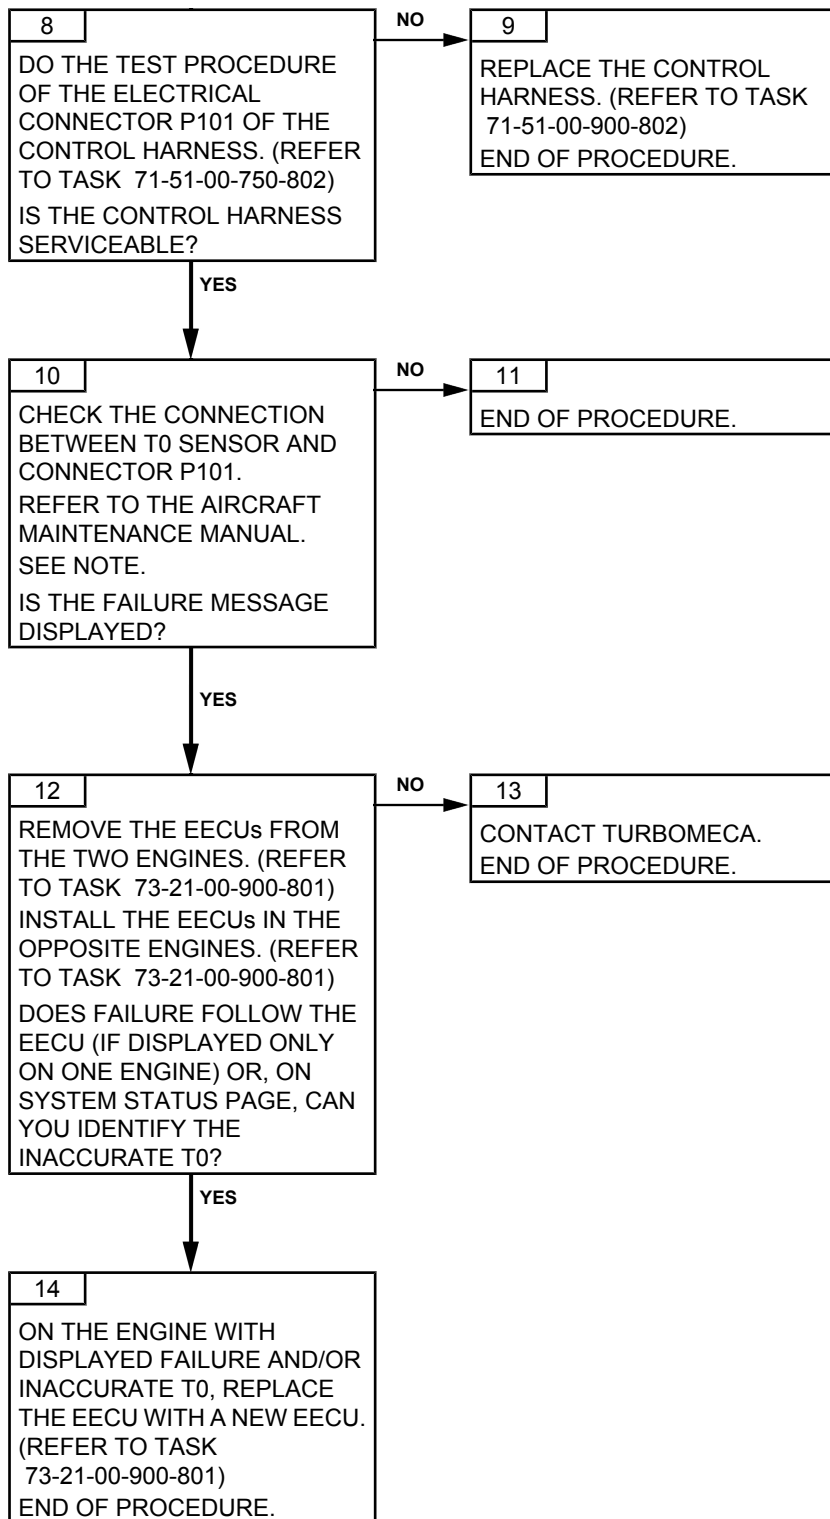 8
DO THE TEST PROCEDURE
OF THE ELECTRICAL
CONNECTOR P101 OF THE
CONTROL HARNESS. (REFER
TO TASK 71-51-00-750-802)
IS THE CONTROL HARNESS
SERVICEABLE?
NO
9
REPLACE THE CONTROL
HARNESS. (REFER TO TASK
71-51-00-900-802)
END OF PROCEDURE.
YES
10
CHECK THE CONNECTION
BETWEEN T0 SENSOR AND
CONNECTOR P101.
REFER TO THE AIRCRAFT
MAINTENANCE MANUAL.
SEE NOTE.
IS THE FAILURE MESSAGE
DISPLAYED?
NO
11
END OF PROCEDURE.
YES
12
REMOVE THE EECUs FROM
THE TWO ENGINES. (REFER
TO TASK 73-21-00-900-801)
INSTALL THE EECUs IN THE
OPPOSITE ENGINES. (REFER
TO TASK 73-21-00-900-801)
DOES FAILURE FOLLOW THE
EECU (IF DISPLAYED ONLY
ON ONE ENGINE) OR, ON
SYSTEM STATUS PAGE, CAN
YOU IDENTIFY THE
INACCURATE T0?
NO
13
CONTACT TURBOMECA.
END OF PROCEDURE.
YES
14
ON THE ENGINE WITH
DISPLAYED FAILURE AND/OR
INACCURATE T0, REPLACE
THE EECU WITH A NEW EECU.
(REFER TO TASK
73-21-00-900-801)
END OF PROCEDURE.